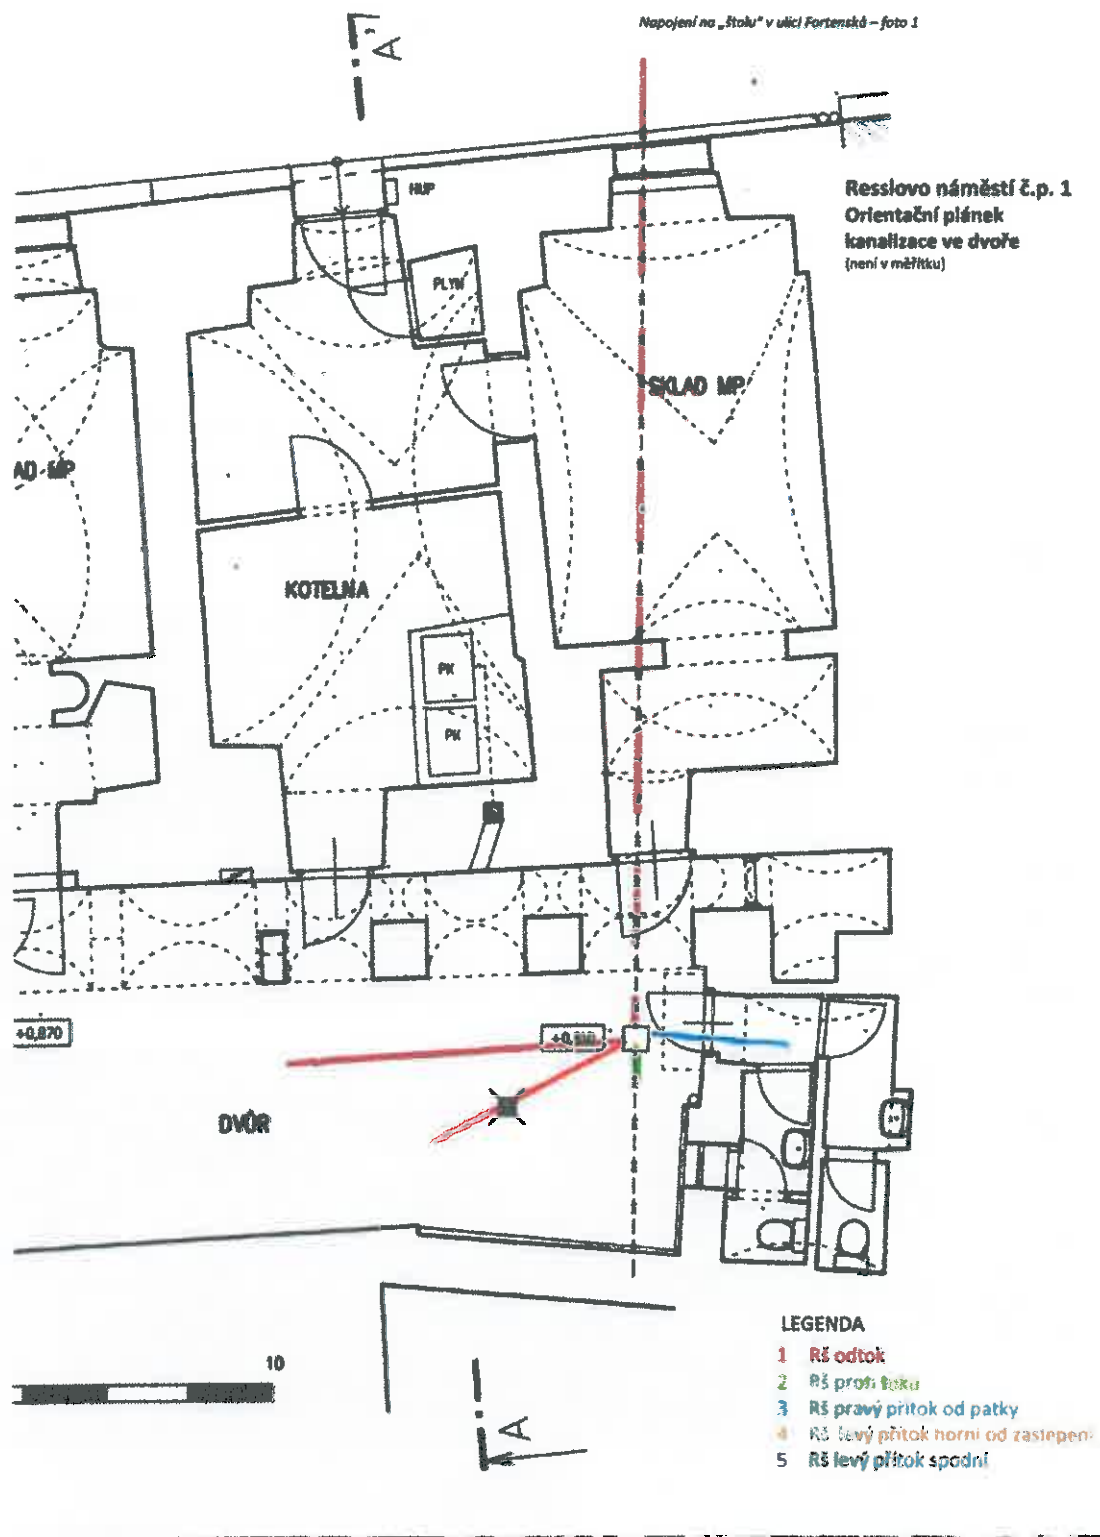 Napojení na „štolu“ v ulici Fortenská – foto 1
A'
HUP
Resslovo náměstí č.p. 1
Orientační plánek
kanalizace ve dvoře
(není v měřítku)
PLYN
SKLAD MP
AD MP
KOTELNA
PK
PK
+0,870
DVŮR
LEGENDA
1 RŠ odtok
2 RŠ proti toku
3 RŠ pravý přítok od patky
4 RŠ levý přítok horní od zaslepení
5 RŠ levý přítok spodní
10
A